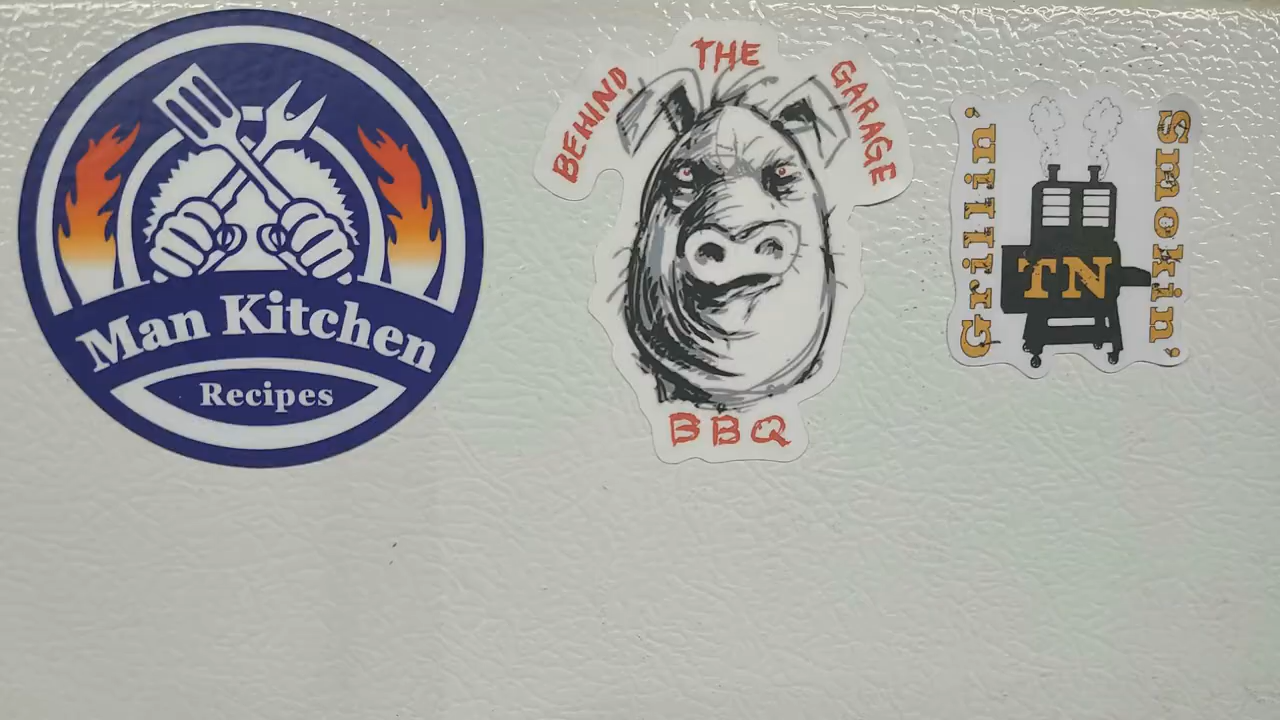 Man Kitchen
Recipes
BEHIND THE GARAGE
BBQ
Grillin'
TN
Smokin'